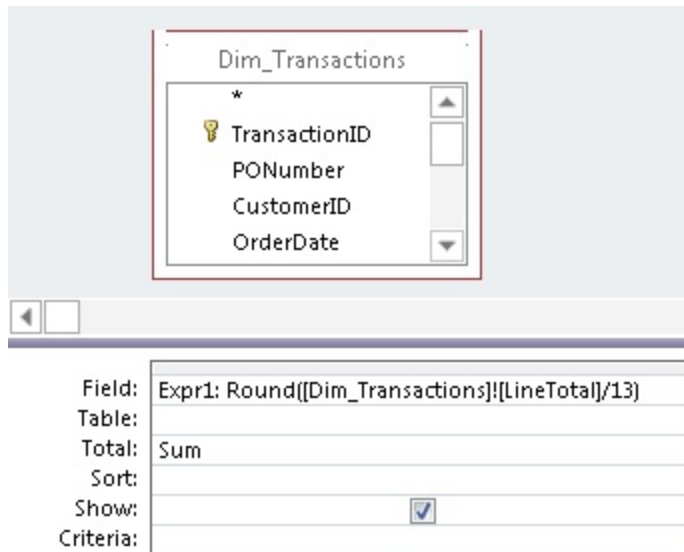 Dim_Transactions
*
TransactionID
PONumber
CustomerID
OrderDate
Field: Expr1: Round([Dim_Transactions]![LineTotal]/13)
Table:
Total: Sum
Sort:
Show:
Criteria: